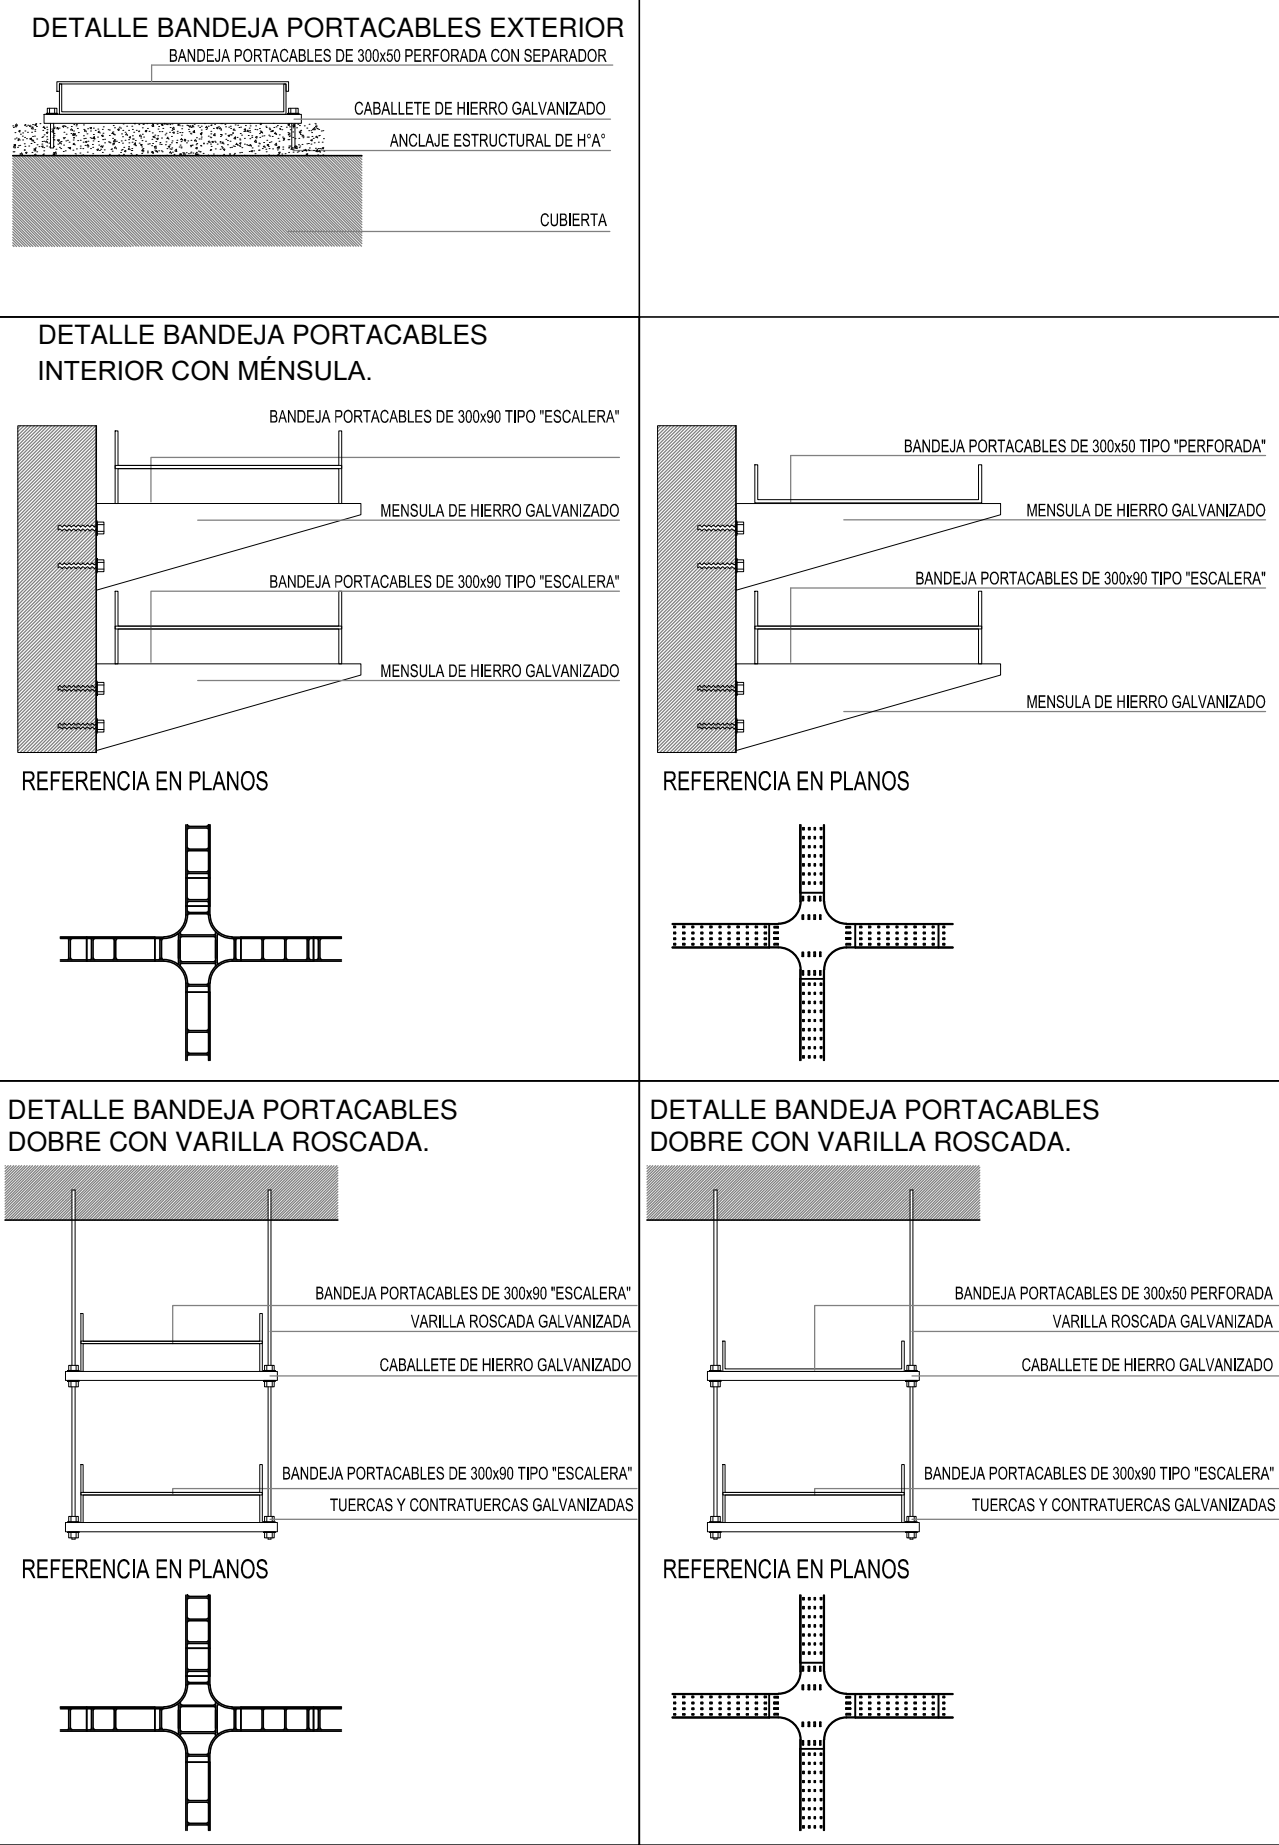 DETALLE BANDEJA PORTACABLES EXTERIOR
BANDEJA PORTACABLES DE 300x50 PERFORADA CON SEPARADOR
CABALLETE DE HIERRO GALVANIZADO
ANCLAJE ESTRUCTURAL DE H°A°
CUBIERTA
DETALLE BANDEJA PORTACABLES
INTERIOR CON MÉNSULA.
BANDEJA PORTACABLES DE 300x90 TIPO "ESCALERA"
MENSULA DE HIERRO GALVANIZADO
BANDEJA PORTACABLES DE 300x90 TIPO "ESCALERA"
MENSULA DE HIERRO GALVANIZADO
REFERENCIA EN PLANOS
BANDEJA PORTACABLES DE 300x50 TIPO "PERFORADA"
MENSULA DE HIERRO GALVANIZADO
BANDEJA PORTACABLES DE 300x90 TIPO "ESCALERA"
MENSULA DE HIERRO GALVANIZADO
REFERENCIA EN PLANOS
DETALLE BANDEJA PORTACABLES
DOBRE CON VARILLA ROSCADA.
BANDEJA PORTACABLES DE 300x90 "ESCALERA"
VARILLA ROSCADA GALVANIZADA
CABALLETE DE HIERRO GALVANIZADO
BANDEJA PORTACABLES DE 300x90 TIPO "ESCALERA"
TUERCAS Y CONTRATUERCAS GALVANIZADAS
REFERENCIA EN PLANOS
DETALLE BANDEJA PORTACABLES
DOBRE CON VARILLA ROSCADA.
BANDEJA PORTACABLES DE 300x50 PERFORADA
VARILLA ROSCADA GALVANIZADA
CABALLETE DE HIERRO GALVANIZADO
BANDEJA PORTACABLES DE 300x90 TIPO "ESCALERA"
TUERCAS Y CONTRATUERCAS GALVANIZADAS
REFERENCIA EN PLANOS